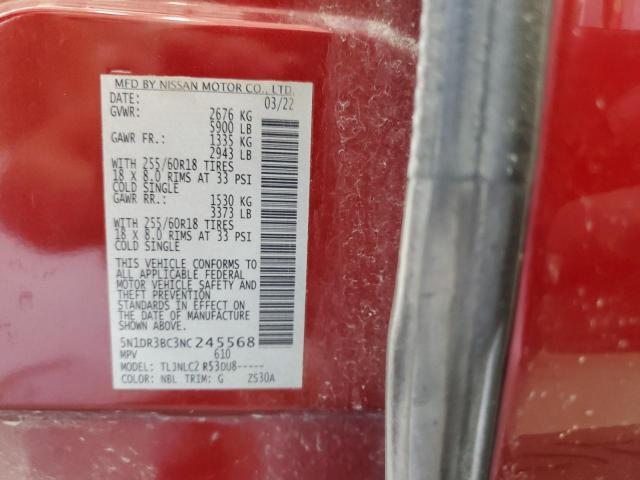 MFD BY NISSAN MOTOR CO., LTD.
DATE: 03/22
GVWR: 2676 KG
5900 LB
GAWR FR.: 1335 KG
2943 LB
WITH 255/60R18 TIRES
18 X 8.0 RIMS AT 33 PSI
COLD SINGLE
GAWR RR.: 1530 KG
3373 LB
WITH 255/60R18 TIRES
18 X 8.0 RIMS AT 33 PSI
COLD SINGLE
THIS VEHICLE CONFORMS TO
ALL APPLICABLE FEDERAL
MOTOR VEHICLE SAFETY AND
THEFT PREVENTION
STANDARDS IN EFFECT ON
THE DATE OF MANUFACTURE
SHOWN ABOVE.
5N1DR3BC3NC245568
MPV 610
MODEL: TLJNLC2 R53DU8-----
COLOR: NBL TRIM: G ZS30A